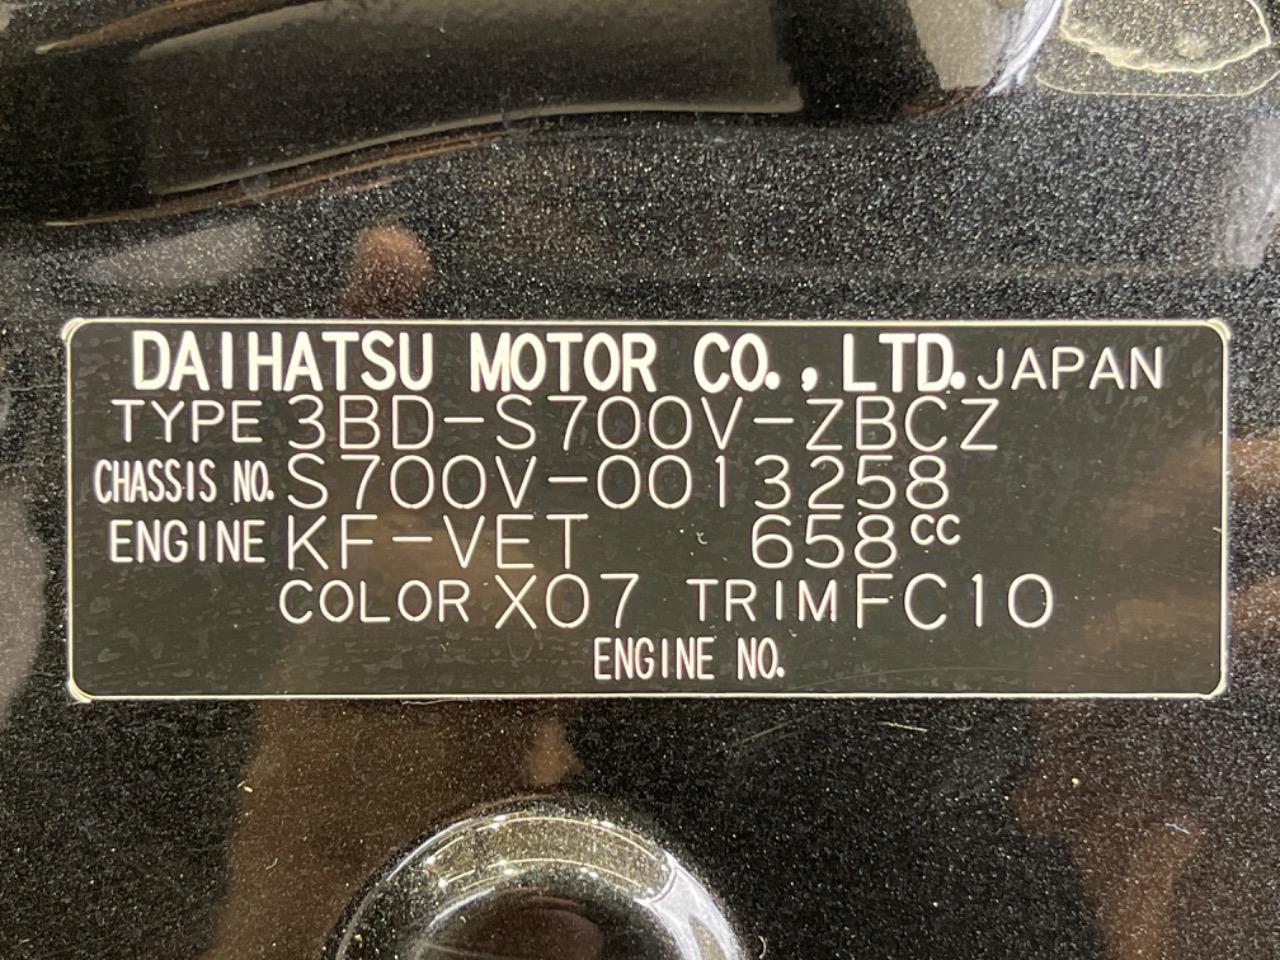 DAIHATSU MOTOR CO., LTD. JAPAN
TYPE 3BD-S700V-ZBCZ
CHASSIS NO. S700V-0013258
ENGINE KF-VET 658cc
COLOR X07 TRIM FC10
ENGINE NO.